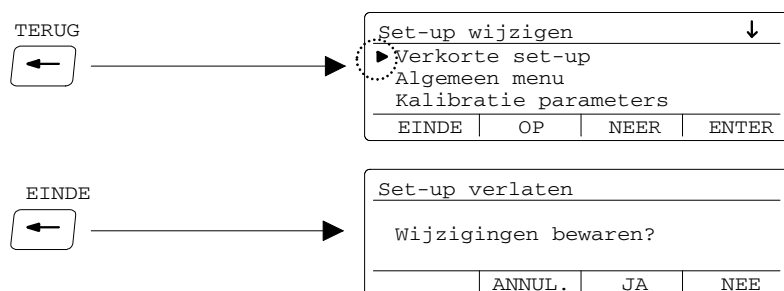 TERUG
Set-up wijzigen ↓
Verkorte set-up
Algemeen menu
Kalibratie parameters
EINDE OP NEER ENTER
EINDE
Set-up verlaten
Wijzigingen bewaren?
ANNUL. JA NEE